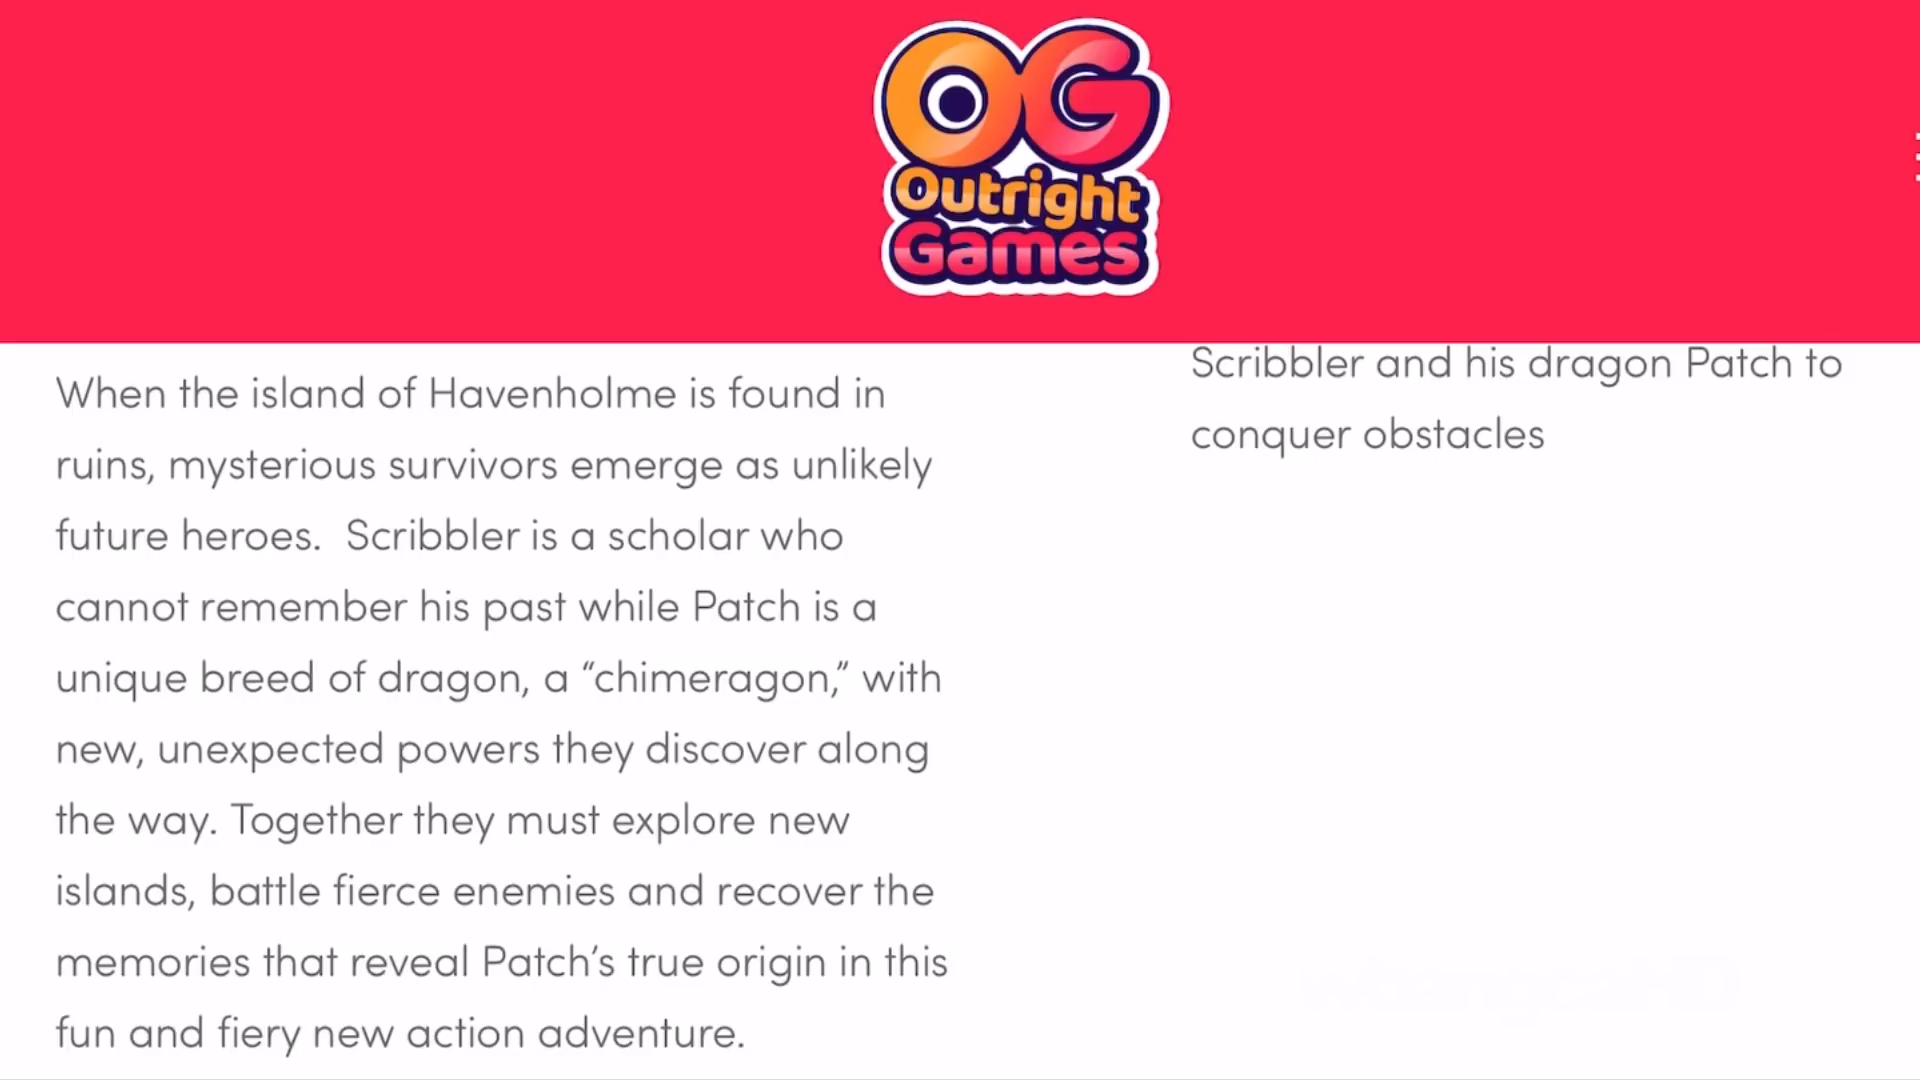 OG
Outright
Games
When the island of Havenholme is found in
ruins, mysterious survivors emerge as unlikely
future heroes.  Scribbler is a scholar who
cannot remember his past while Patch is a
unique breed of dragon, a “chimeragon,” with
new, unexpected powers they discover along
the way. Together they must explore new
islands, battle fierce enemies and recover the
memories that reveal Patch’s true origin in this
fun and fiery new action adventure.
Scribbler and his dragon Patch to
conquer obstacles